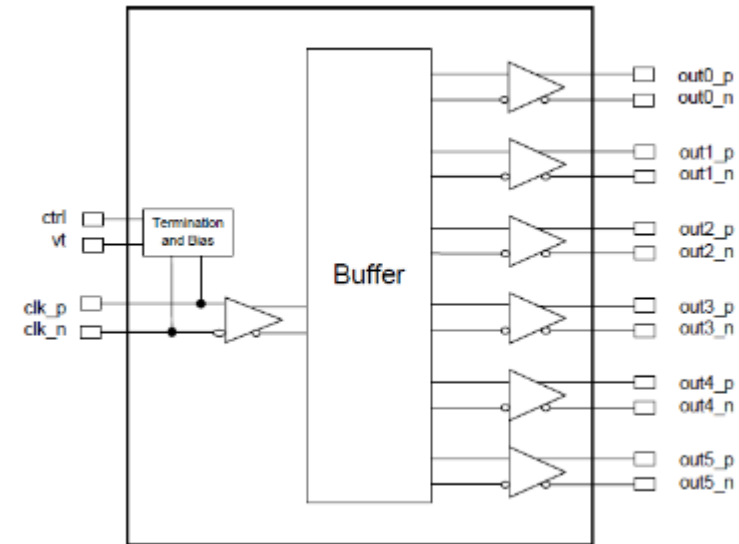 out0_p
out0_n
out1_p
out1_n
ctrl
vt
Termination
and Bias
out2_p
out2_n
Buffer
clk_p
clk_n
out3_p
out3_n
out4_p
out4_n
out5_p
out5_n